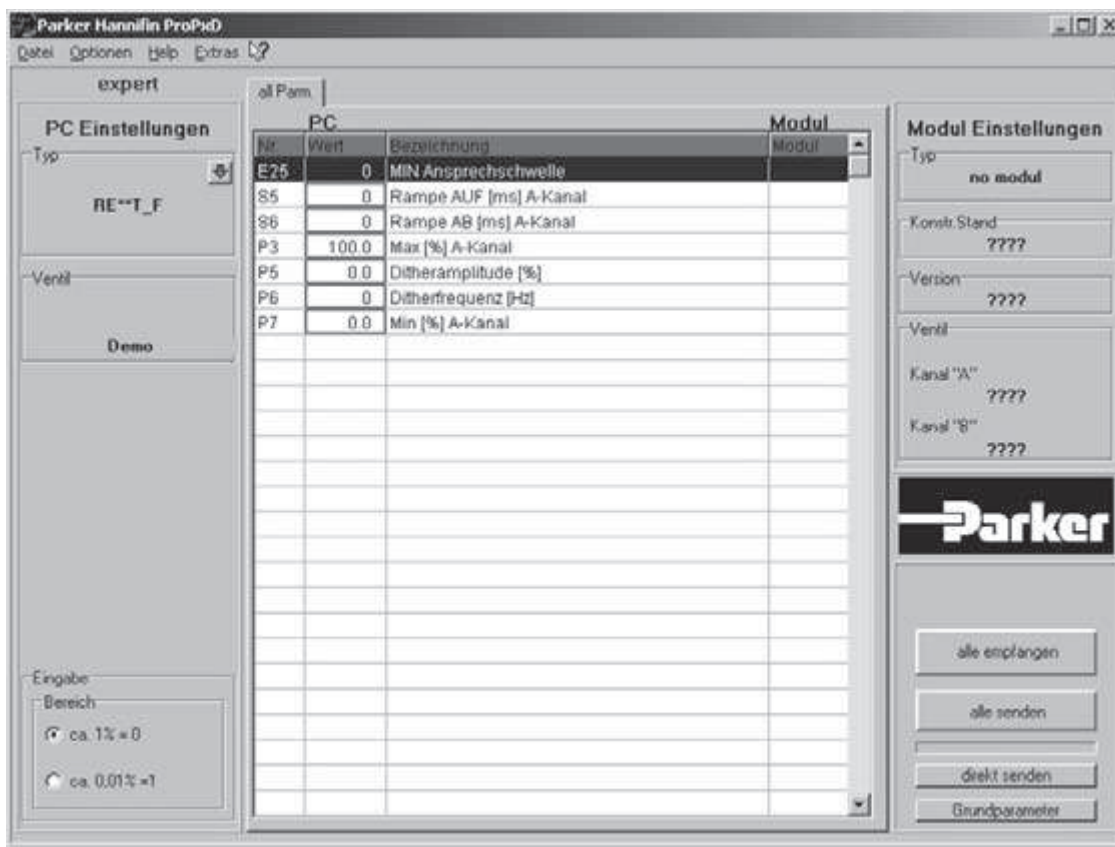 Parker Hannifin ProPxD
Datei Optionen Help Extras
expert
PC Einstellungen
Typ
RE**T_F
Ventil
Demo
Eingabe
Bereich
ca. 1% = 0
ca. 0,01% =1
all Parm.
PC Modul
Nr Wert Bezeichnung Modul
E25 0 MIN Ansprechschwelle
S5 0 Rampe AUF [ms] A-Kanal
S6 0 Rampe AB [ms] A-Kanal
P3 100.0 Max [%] A-Kanal
P5 0.0 Ditheramplitude [%]
P6 0 Ditherfrequenz [Hz]
P7 0.0 Min [%] A-Kanal
Modul Einstellungen
Typ
no modul
Konstr.Stand
????
Version
????
Ventil
Kanal "A"
????
Kanal "B"
????
Parker
alle empfangen
alle senden
direkt senden
Grundparameter